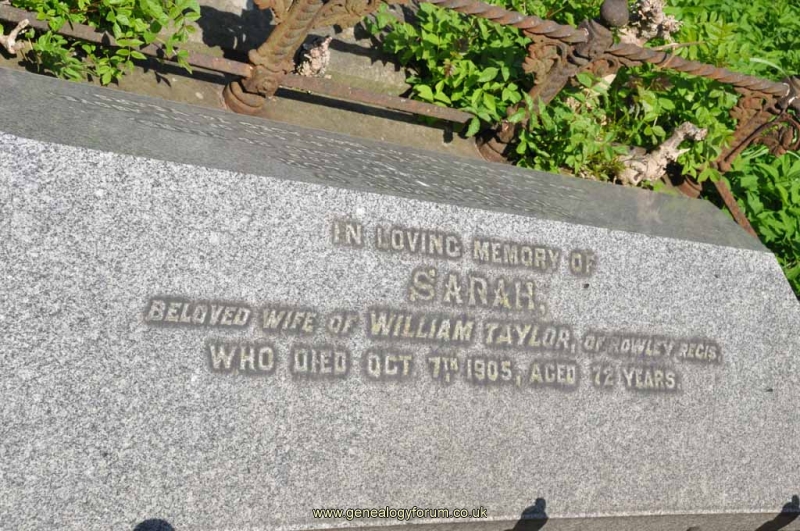 IN LOVING MEMORY OF
SARAH,
BELOVED WIFE OF WILLIAM TAYLOR, OF ROWLEY REGIS,
WHO DIED OCT 7TH 1905, AGED 72 YEARS.
www.genealogyforum.co.uk